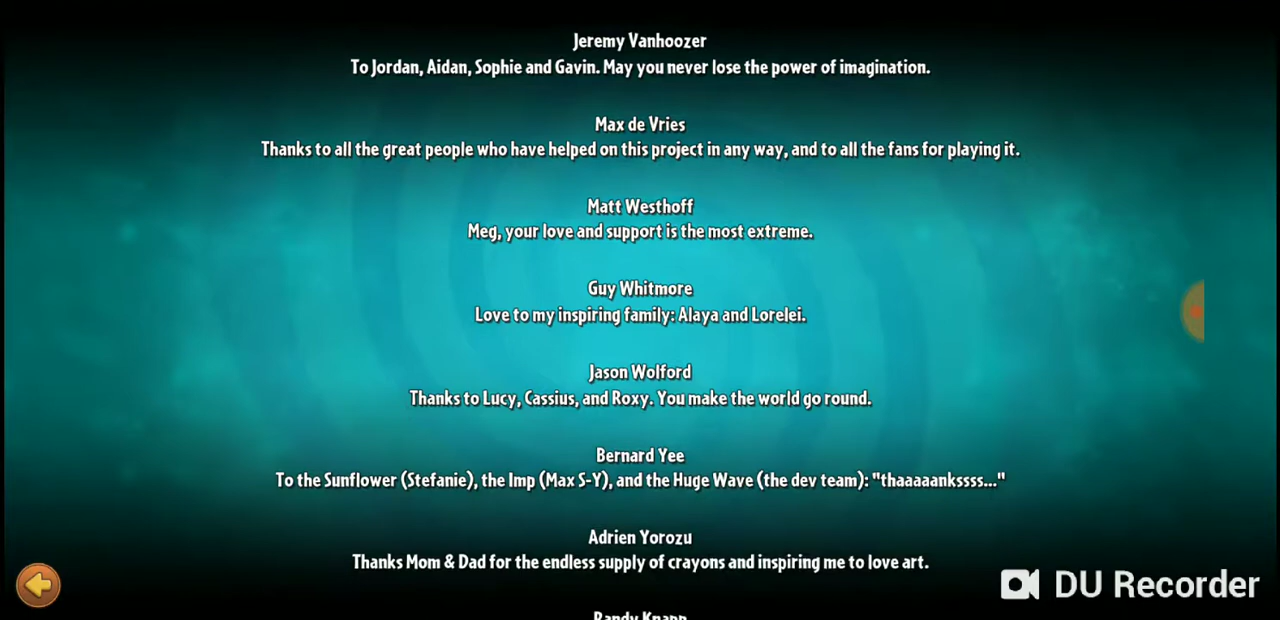 Jeremy Vanhoozer
To Jordan, Aidan, Sophie and Gavin. May you never lose the power of imagination.
Max de Vries
Thanks to all the great people who have helped on this project in any way, and to all the fans for playing it.
Matt Westhoff
Meg, your love and support is the most extreme.
Guy Whitmore
Love to my inspiring family: Alaya and Lorelei.
Jason Wolford
Thanks to Lucy, Cassius, and Roxy. You make the world go round.
Bernard Yee
To the Sunflower (Stefanie), the Imp (Max S-Y), and the Huge Wave (the dev team): "thaaaaankssss..."
Adrien Yorozu
Thanks Mom & Dad for the endless supply of crayons and inspiring me to love art.
DU Recorder
Randy Knapp